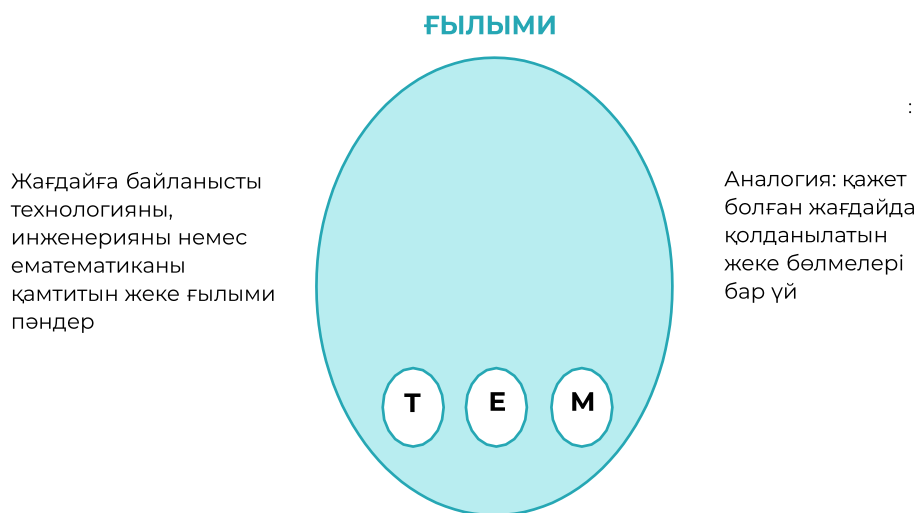 ҒЫЛЫМИ
:
Жағдайға байланысты
технологияны,
инженерияны немес
ематематиканы
қамтитын жеке ғылыми
пәндер
Аналогия: қажет
болған жағдайда
қолданылатын
жеке бөлмелері
бар үй
T E M